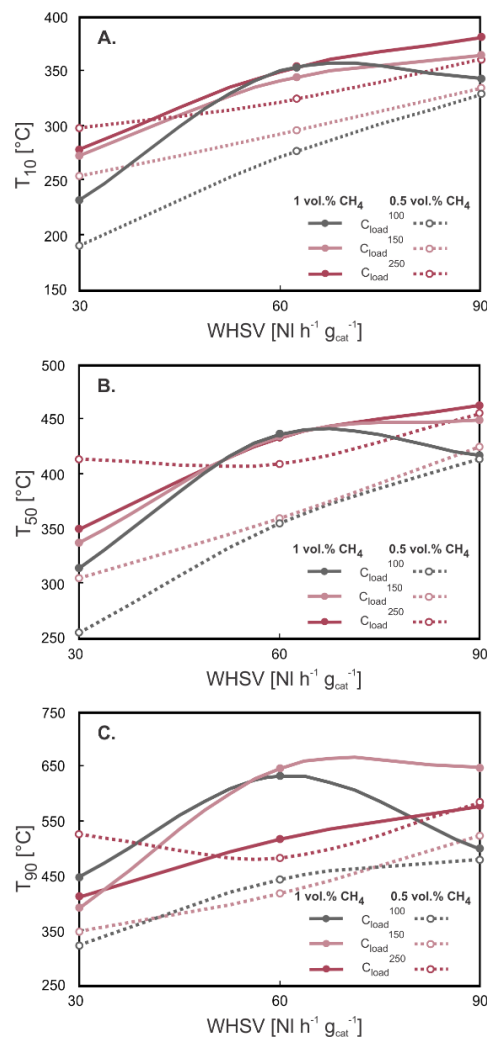 A.
T10 [°C]
400
350
300
250
200
150
1 vol.% CH4 0.5 vol.% CH4
Cload100
Cload150
Cload250
30 60 90
WHSV [Nl h-1 gcat-1]
B.
T50 [°C]
500
450
400
350
300
250
1 vol.% CH4 0.5 vol.% CH4
Cload100
Cload150
Cload250
30 60 90
WHSV [Nl h-1 gcat-1]
C.
T90 [°C]
750
650
550
450
350
250
1 vol.% CH4 0.5 vol.% CH4
Cload100
Cload150
Cload250
30 60 90
WHSV [Nl h-1 gcat-1]